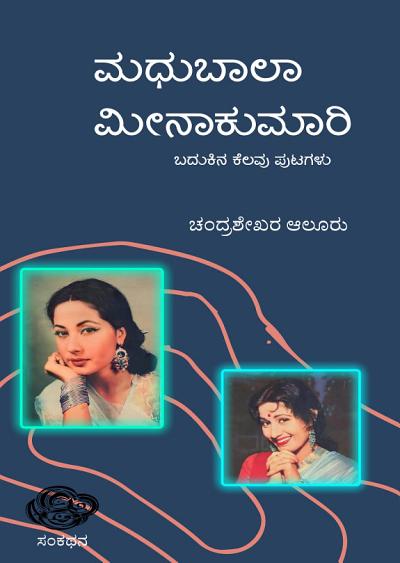 ಮಧುಬಾಲಾ
ಮೀನಾಕುಮಾರಿ
ಬದುಕಿನ ಕೆಲವು ಪುಟಗಳು
ಚಂದ್ರಶೇಖರ ಆಲೂರು
ಸಂಕಥನ